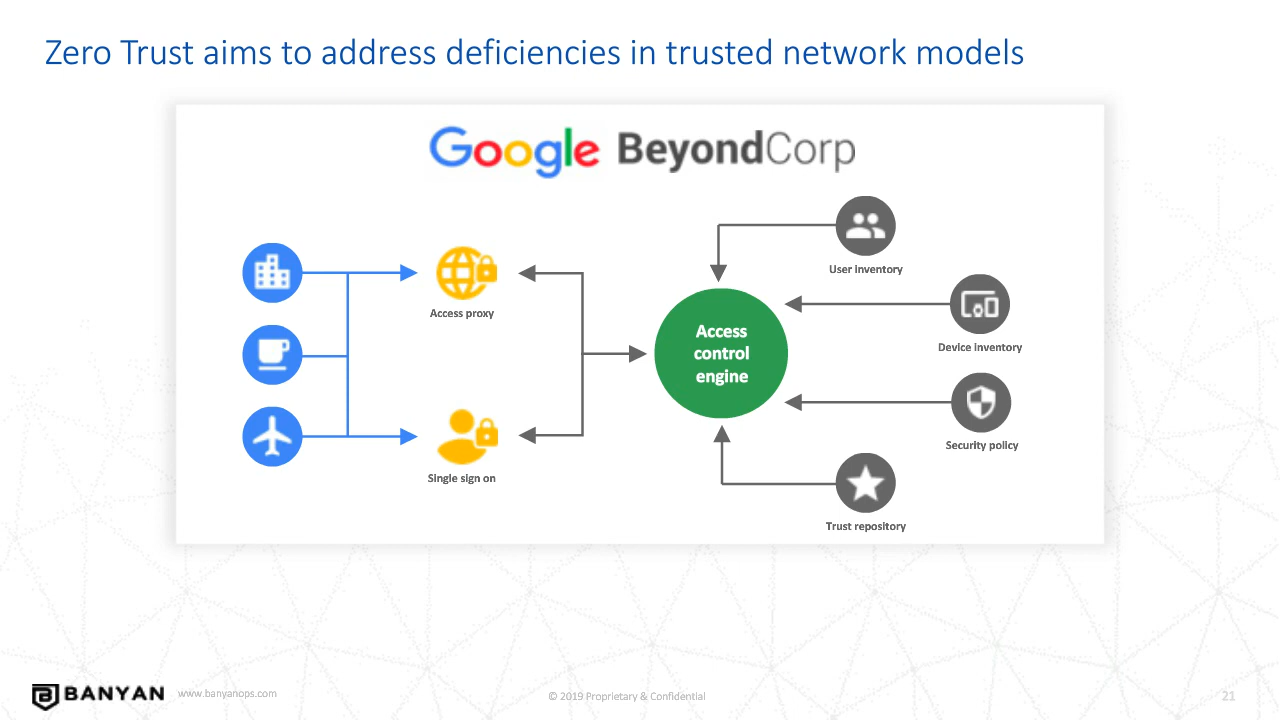 Zero Trust aims to address deficiencies in trusted network models
Google BeyondCorp
User inventory
Access proxy
Device inventory
Access
control
engine
Security policy
Single sign on
Trust repository
BANYAN
www.banyanops.com
© 2019 Proprietary & Confidential
21